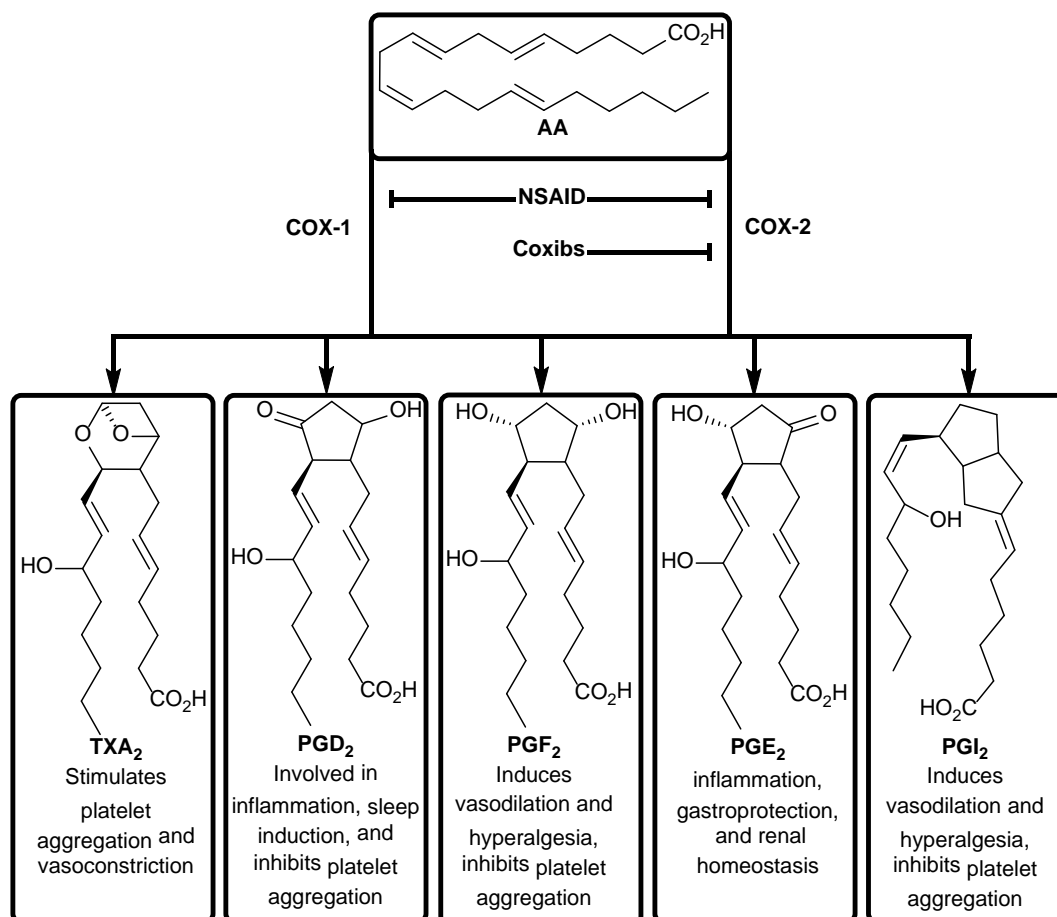 CO2H
AA
NSAID
COX-1
COX-2
Coxibs
O
O
HO
CO2H
TXA2
Stimulates
platelet
aggregation and
vasoconstriction
O
OH
HO
CO2H
PGD2
Involved in
inflammation, sleep
induction, and
inhibits platelet
aggregation
HO
OH
HO
CO2H
PGF2
Induces
vasodilation and
hyperalgesia,
inhibits platelet
aggregation
HO
O
HO
CO2H
PGE2
inflammation,
gastroprotection,
and renal
homeostasis
OH
HO2C
PGI2
Induces
vasodilation and
hyperalgesia,
inhibits platelet
aggregation